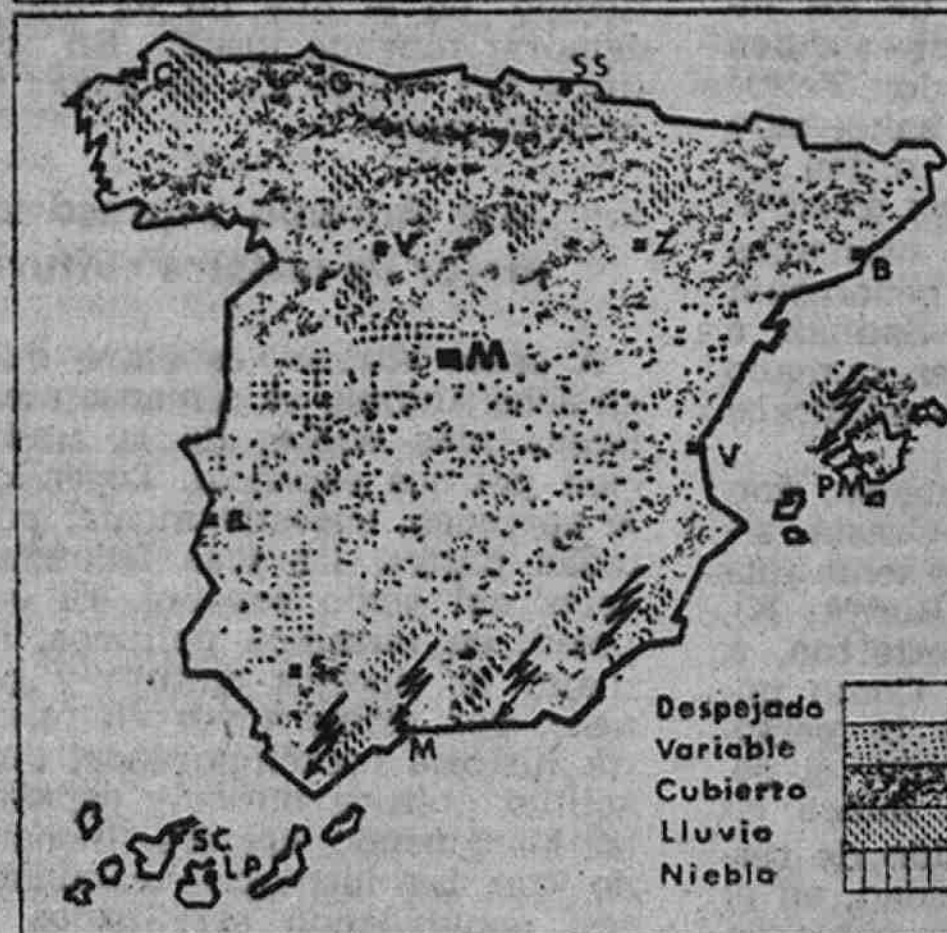 C
O
SS
V
Z
B
M
V
PM
S
M
SC
LP
Despejado
Variable
Cubierto
Lluvia
Niebla